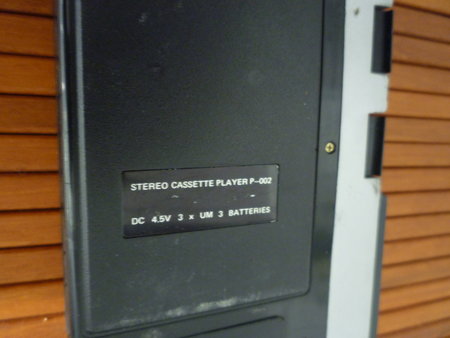 STEREO CASSETTE PLAYER P-002
DC 4.5V 3 x UM 3 BATTERIES